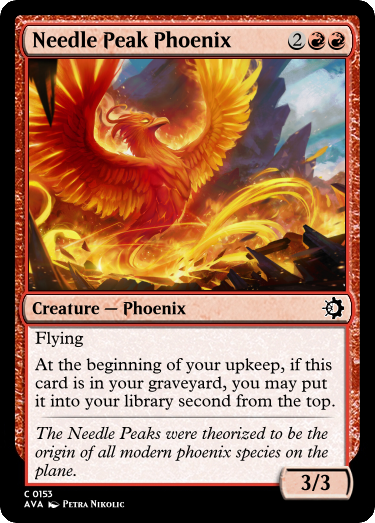 Needle Peak Phoenix 2
Creature — Phoenix
Flying
At the beginning of your upkeep, if this
card is in your graveyard, you may put
it into your library second from the top.
The Needle Peaks were theorized to be the
origin of all modern phoenix species on the
plane.
3/3
C 0153
AVA Petra Nikolic